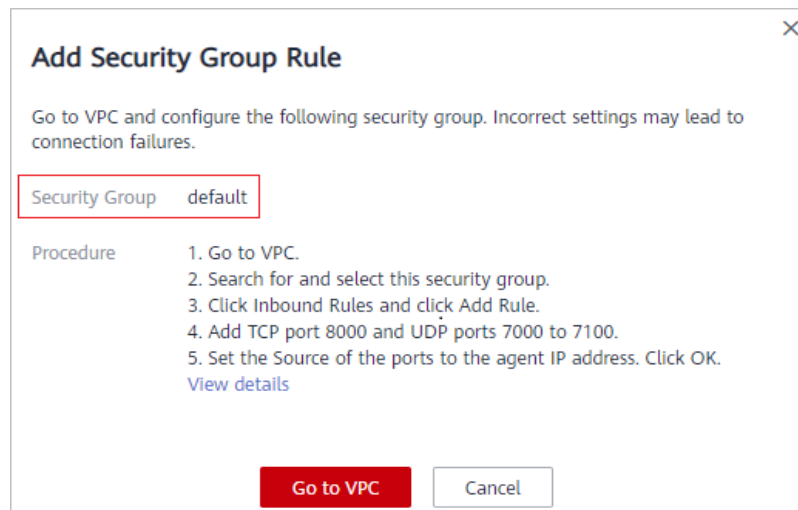 Add Security Group Rule
Go to VPC and configure the following security group. Incorrect settings may lead to
connection failures.
Security Group default
Procedure 1. Go to VPC.
2. Search for and select this security group.
3. Click Inbound Rules and click Add Rule.
4. Add TCP port 8000 and UDP ports 7000 to 7100.
5. Set the Source of the ports to the agent IP address. Click OK.
View details
Go to VPC Cancel